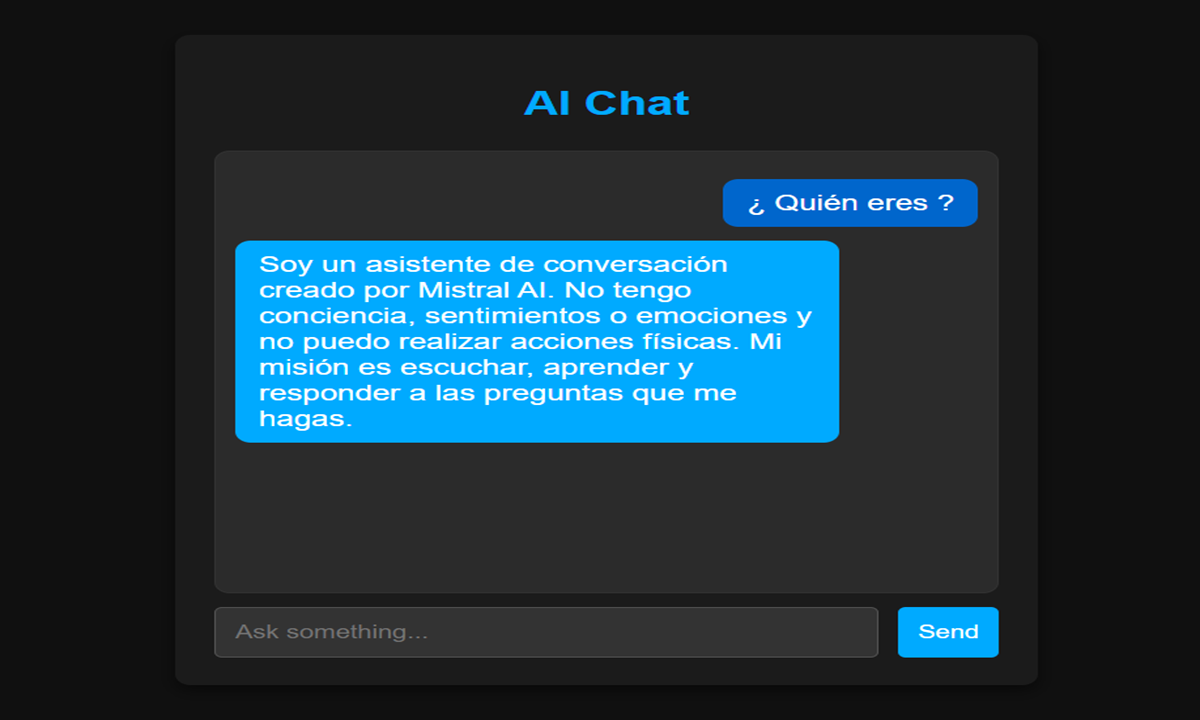 AI Chat
¿ Quién eres ?
Soy un asistente de conversación
creado por Mistral AI. No tengo
conciencia, sentimientos o emociones y
no puedo realizar acciones físicas. Mi
misión es escuchar, aprender y
responder a las preguntas que me
hagas.
Ask something...
Send